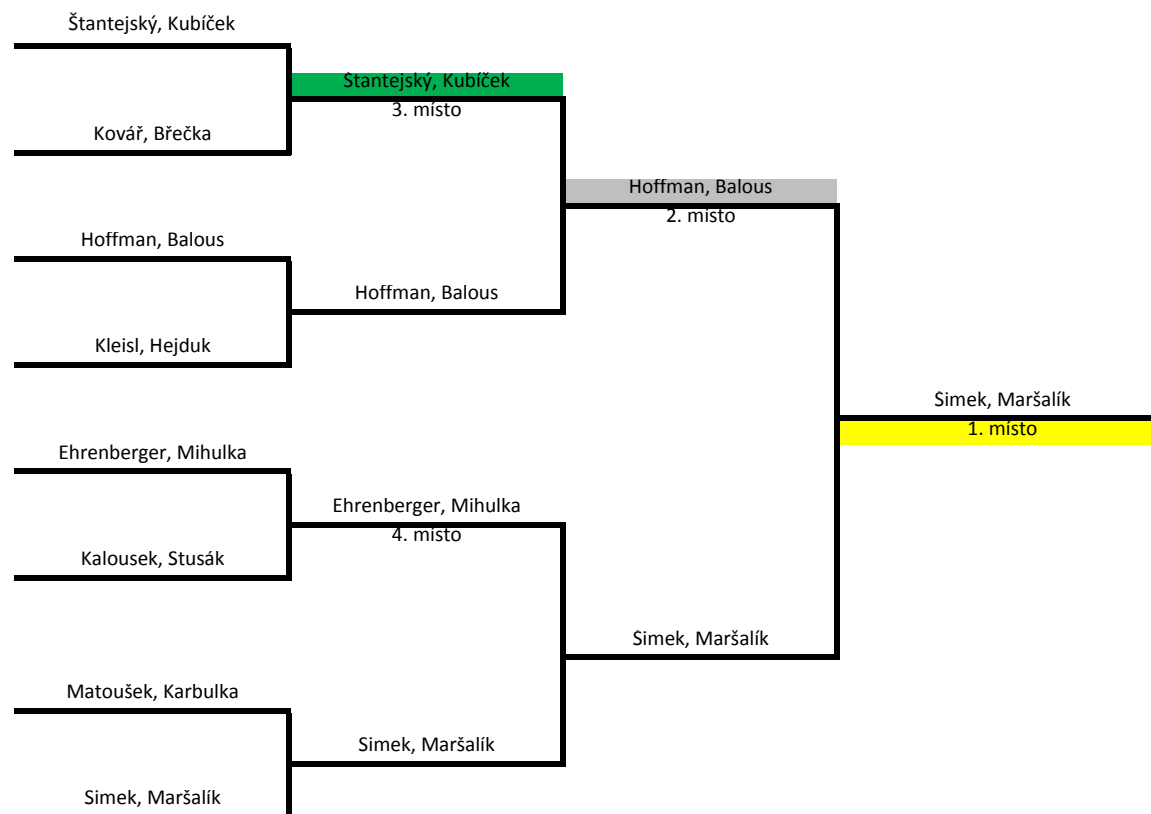 Štantejský, Kubíček
Štantejský, Kubíček
3. místo
Kovář, Břečka
Hoffman, Balous
2. místo
Hoffman, Balous
Hoffman, Balous
Kleisl, Hejduk
Simek, Maršalík
1. místo
Ehrenberger, Mihulka
Ehrenberger, Mihulka
4. místo
Kalousek, Stusák
Simek, Maršalík
Matoušek, Karbulka
Simek, Maršalík
Simek, Maršalík